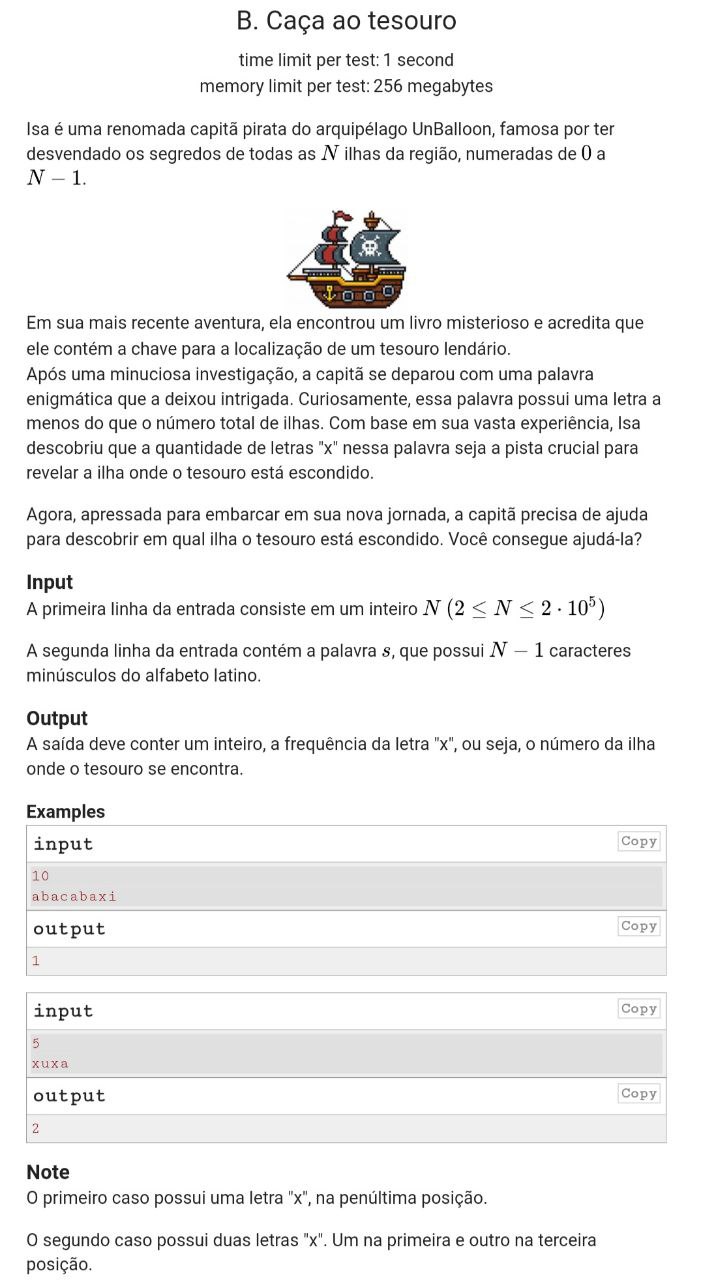 B. Caça ao tesouro
time limit per test: 1 second
memory limit per test: 256 megabytes
Isa é uma renomada capitã pirata do arquipélago UnBalloon, famosa por ter
desvendado os segredos de todas as N ilhas da região, numeradas de 0 a
N − 1.
Em sua mais recente aventura, ela encontrou um livro misterioso e acredita que
ele contém a chave para a localização de um tesouro lendário.
Após uma minuciosa investigação, a capitã se deparou com uma palavra
enigmática que a deixou intrigada. Curiosamente, essa palavra possui uma letra a
menos do que o número total de ilhas. Com base em sua vasta experiência, Isa
descobriu que a quantidade de letras "x" nessa palavra seja a pista crucial para
revelar a ilha onde o tesouro está escondido.
Agora, apressada para embarcar em sua nova jornada, a capitã precisa de ajuda
para descobrir em qual ilha o tesouro está escondido. Você consegue ajudá-la?
Input
A primeira linha da entrada consiste em um inteiro N (2 ≤ N ≤ 2 · 10⁵)
A segunda linha da entrada contém a palavra s, que possui N − 1 caracteres
minúsculos do alfabeto latino.
Output
A saída deve conter um inteiro, a frequência da letra "x", ou seja, o número da ilha
onde o tesouro se encontra.
Examples
input Copy
10
abacabaxi
output Copy
1
input Copy
5
xuxa
output Copy
2
Note
O primeiro caso possui uma letra "x", na penúltima posição.
O segundo caso possui duas letras "x". Um na primeira e outro na terceira
posição.